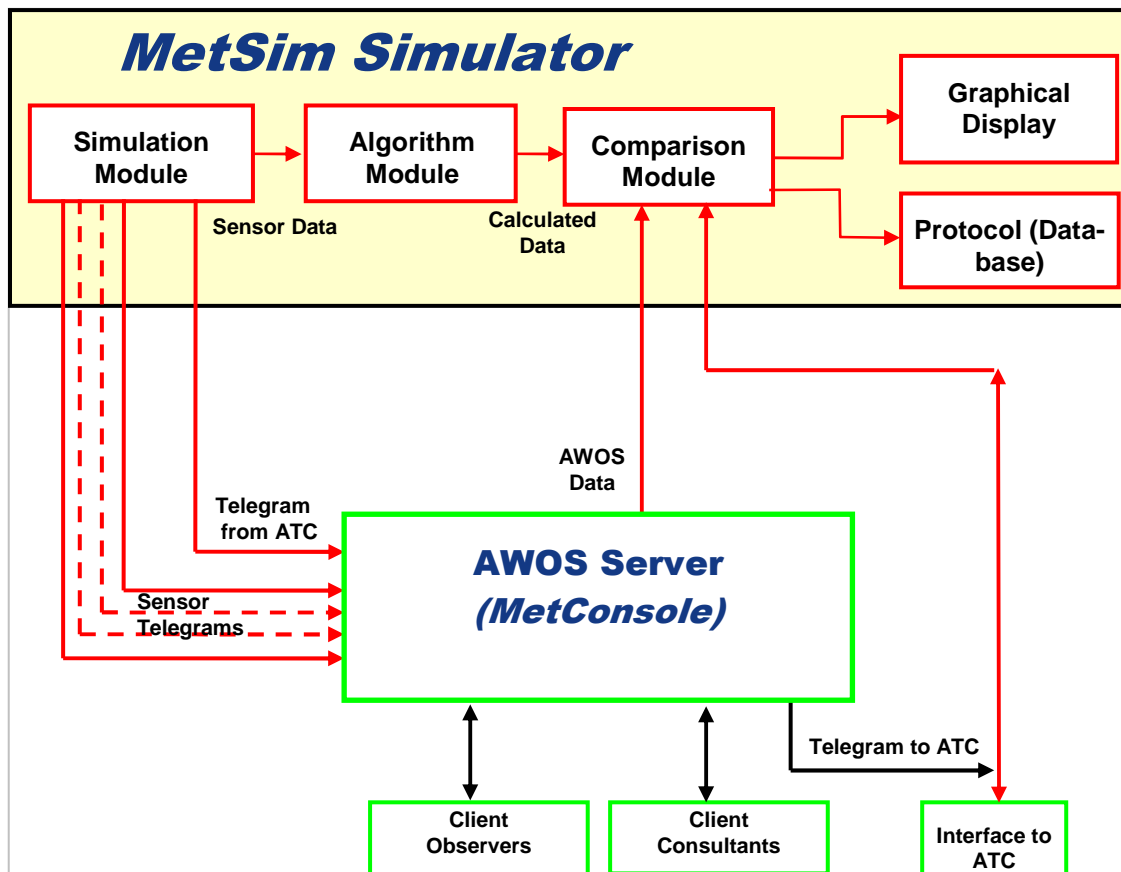 MetSim Simulator
Simulation
Module
Algorithm
Module
Comparison
Module
Graphical
Display
Protocol (Data-
base)
Sensor Data
Calculated
Data
AWOS
Data
Telegram
from ATC
Sensor
Telegrams
AWOS Server
(MetConsole)
Telegram to ATC
Client
Observers
Client
Consultants
Interface to
ATC